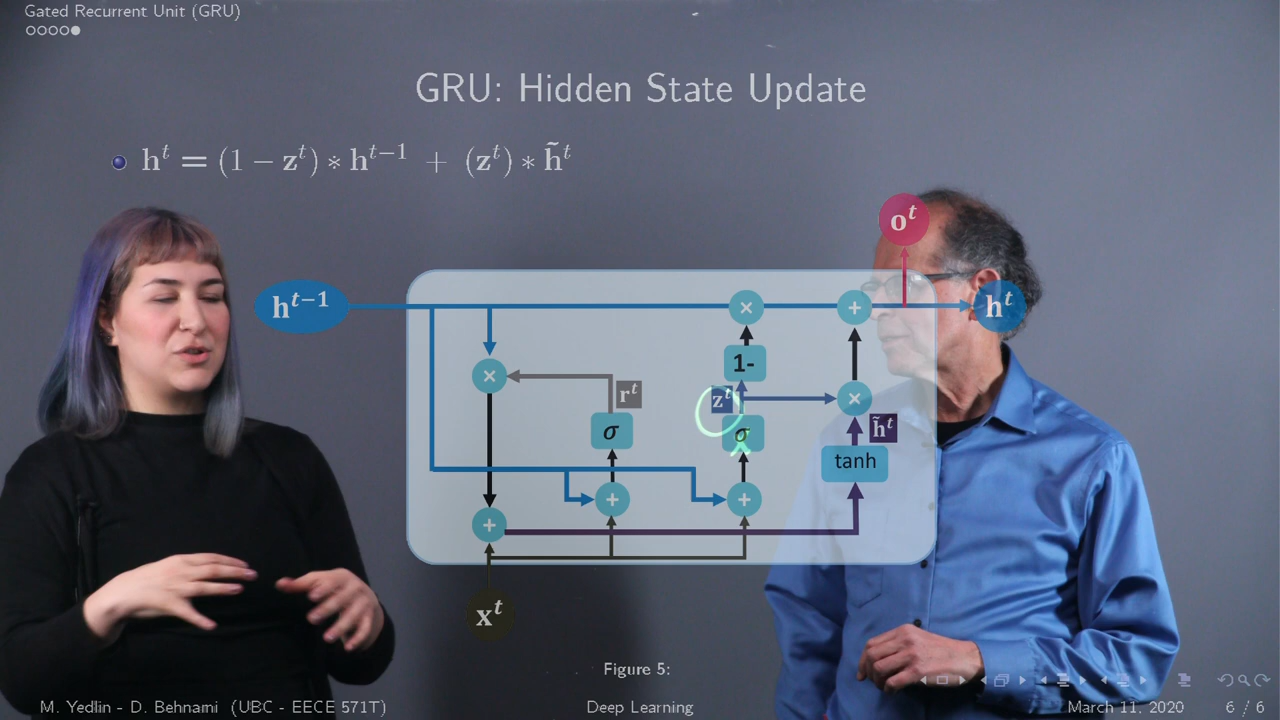 Gated Recurrent Unit (GRU)
GRU: Hidden State Update
h^t = (1 − z^t) ∗ h^{t−1} + (z^t) ∗ h̃^t
o^t
h^{t−1}
× + h^t
1-
× r^t z^t ×
σ σ h̃^t
tanh
+ +
+
x^t
Figure 5:
M. Yedlin - D. Behnami (UBC - EECE 571T) Deep Learning March 11, 2020 6 / 6